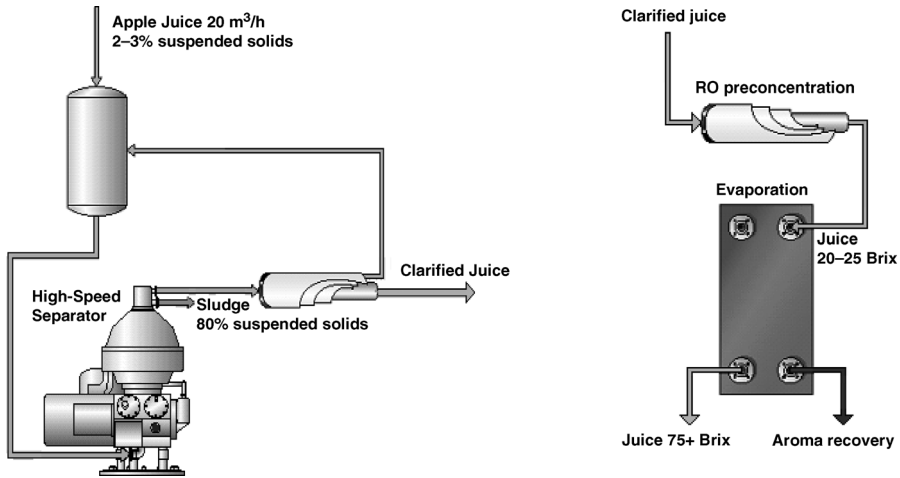 Apple Juice 20 m³/h
2–3% suspended solids
High-Speed
Separator
Sludge
80% suspended solids
Clarified Juice
Clarified juice
RO preconcentration
Evaporation
Juice
20–25 Brix
Juice 75+ Brix
Aroma recovery